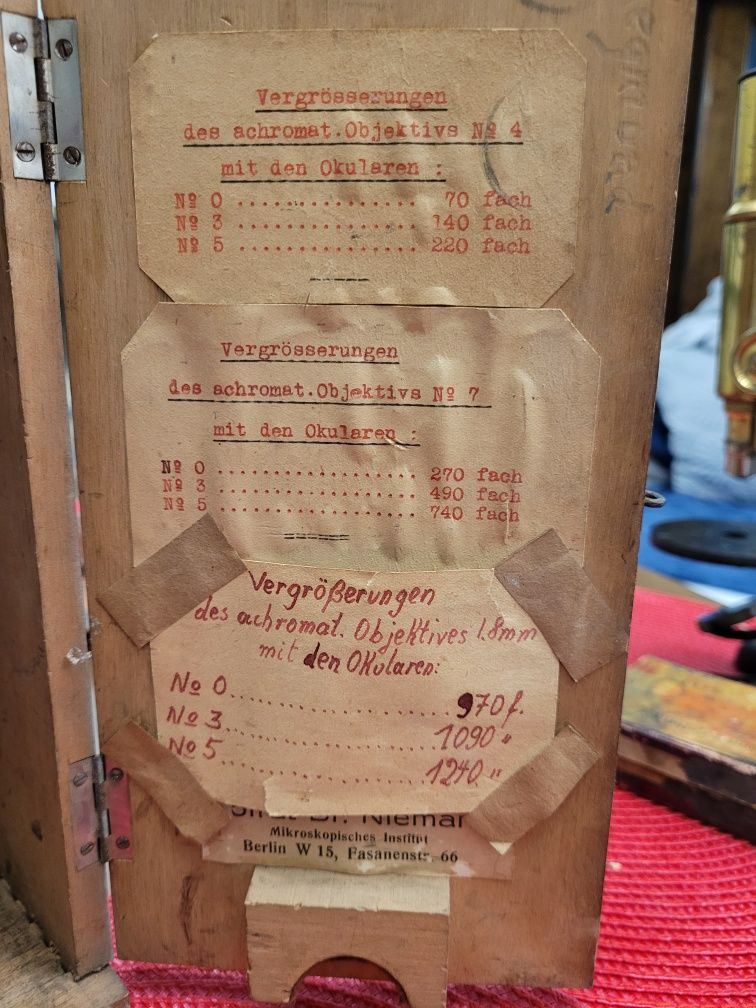 Vergrösserungen
des achromat.Objektivs Nº 4
mit den Okularen :
Nº 0 ............... 70 fach
Nº 3 ............... 140 fach
Nº 5 ............... 220 fach
Vergrösserungen
des achromat.Objektivs Nº 7
mit den Okularen :
Nº 0 ................. 270 fach
Nº 3 ................. 490 fach
Nº 5 ................. 740 fach
Vergrößerungen
des achromat. Objektives 1.8mm
mit den Okularen:
No 0........................970 f.
No 3........................1090 "
No 5........................1240 "
Dr. Niemar
Mikroskopisches Institut
Berlin W 15, Fasanenstr. 66